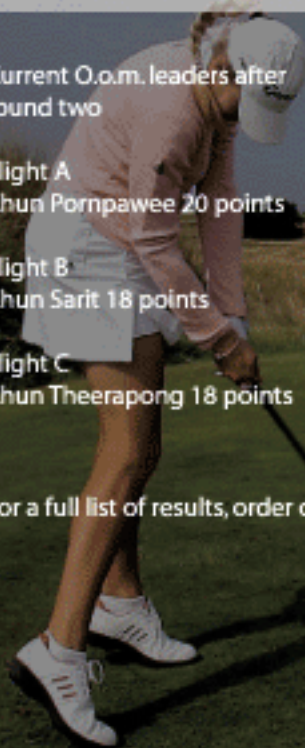 urrent O.o.m. leaders after
ound two
light A
hun Pornpawee 20 points
light B
hun Sarit 18 points
light C
hun Theerapong 18 points
or a full list of results, order